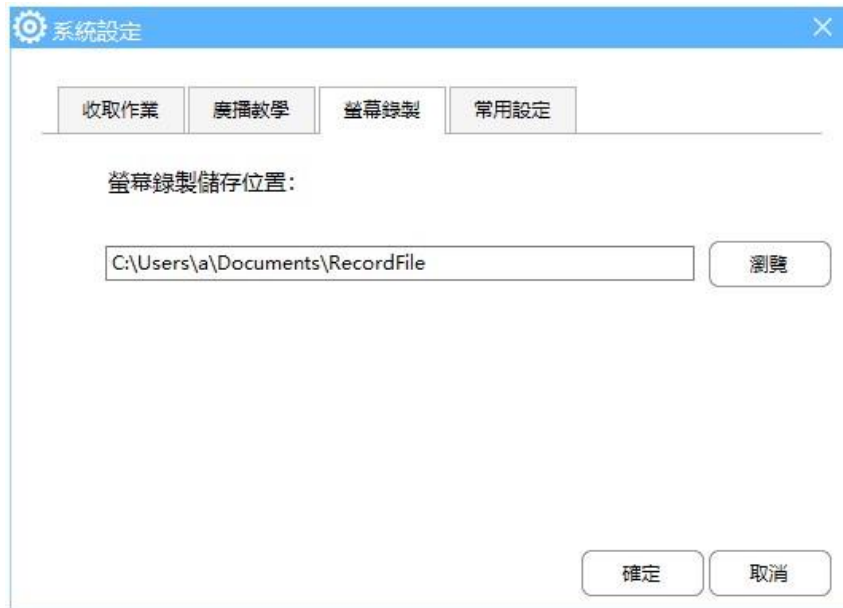 系統設定
收取作業 廣播教學 螢幕錄製 常用設定
螢幕錄製儲存位置：
C:\Users\a\Documents\RecordFile 瀏覽
確定 取消